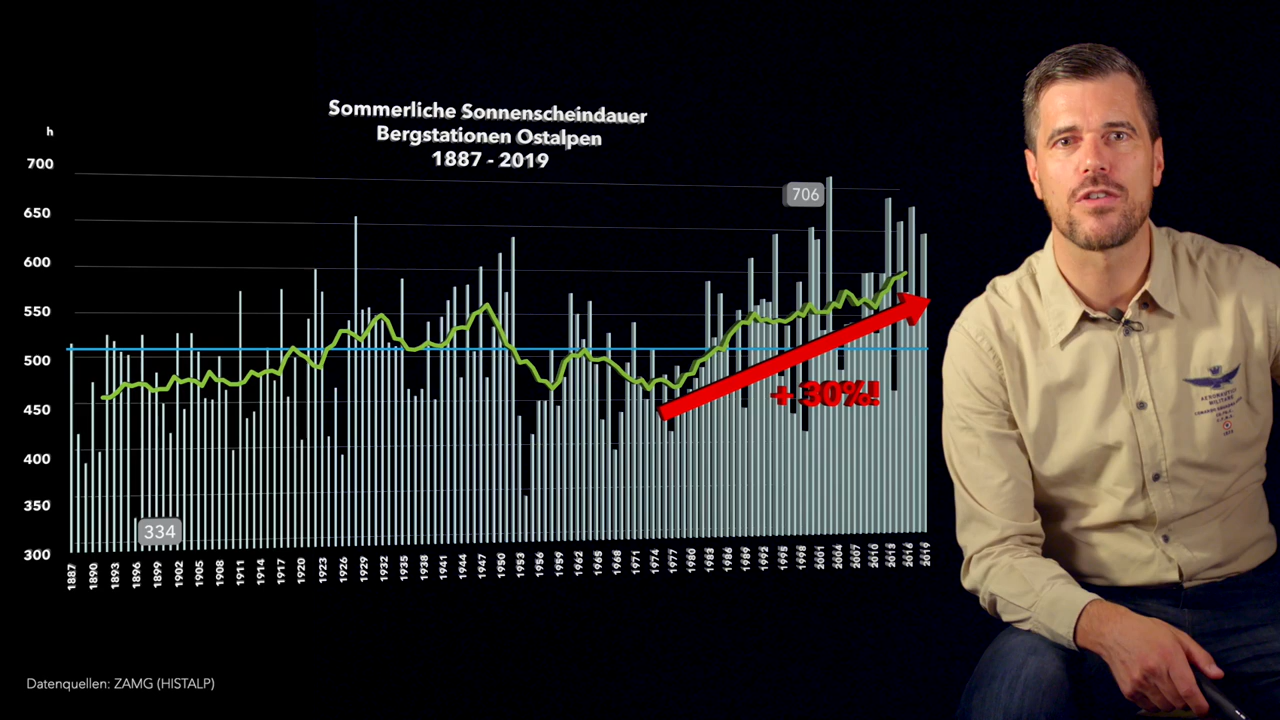 Sommerliche Sonnenscheindauer
Bergstationen Ostalpen
1887 - 2019
h
700
650
600
550
500
450
400
350
300
706
334
+ 30%!
1887 1890 1893 1896 1899 1902 1905 1908 1911 1914 1917 1920 1923 1926 1929 1932 1935 1938 1941 1944 1947 1950 1953 1956 1959 1962 1965 1968 1971 1974 1977 1980 1983 1986 1989 1992 1995 1998 2001 2004 2007 2010 2013 2016 2019
AERONAUTICA
MILITARE
Datenquellen: ZAMG (HISTALP)